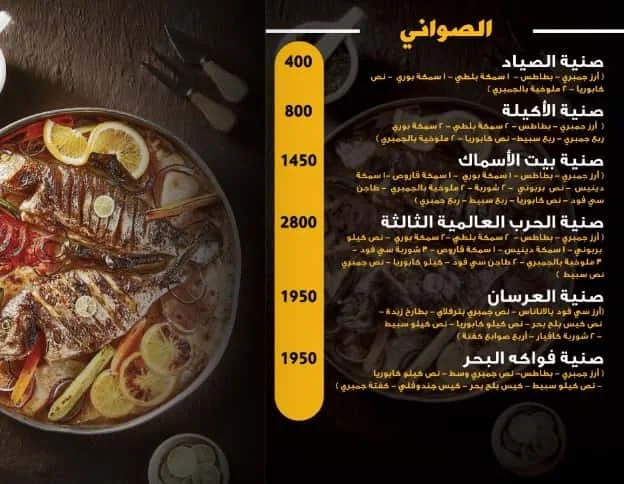 الصواني
صنية الصياد
400
( أرز جمبري - بطاطس - ١ سمكة بلطي - ١ سمكة بوري - نص
كابوريا - ٢ ملوخية بالجمبري )
صنية الأكيلة
800
( أرز جمبري - بطاطس - ٢ سمكة بلطي - ٢ سمكة بوري
ربع جمبري - ربع سبيط- نص كابوريا - ٢ ملوخية بالجمبري )
صنية بيت الأسماك
1450
( أرز جمبري - بطاطس - ١ سمكة بوري - ١ سمكة قاروص -١ سمكة
دينيس - نص بربوني - ٢ شوربة - ٢ ملوخية بالجمبري - طاجن
سي فود - نص كابوريا - ربع سبيط - ربع جمبري )
صنية الحرب العالمية الثالثة
2800
( أرز جمبري - بطاطس - ٢ سمكة بلطي - ٢ سمكة بوري - نص كيلو
بربوني - ١ سمكة دينيس - ١ سمكة قاروص - ٣ شوربة سي فود -
٣ ملوخية بالجمبري - ٢ طاجن سي فود - كيلو كابوريا - نص جمبري
نص سبيط )
صنية العرسان
1950
(أرز سي فود بالاناناس - نص جمبري بترفلاي - بطارخ زبدة -
نص كيس بلح بحر - نص كيلو كابوريا - نص كيلو سبيط
- ٢ شوربة كافيار - أربع صوابع كفتة )
صنية فواكه البحر
1950
( أرز جمبري - بطاطس- نص جمبري وسط - نص كيلو كابوريا
- نص كيلو سبيط - كيس بلح بحر - كيس جندوفلي - كفتة جمبري )